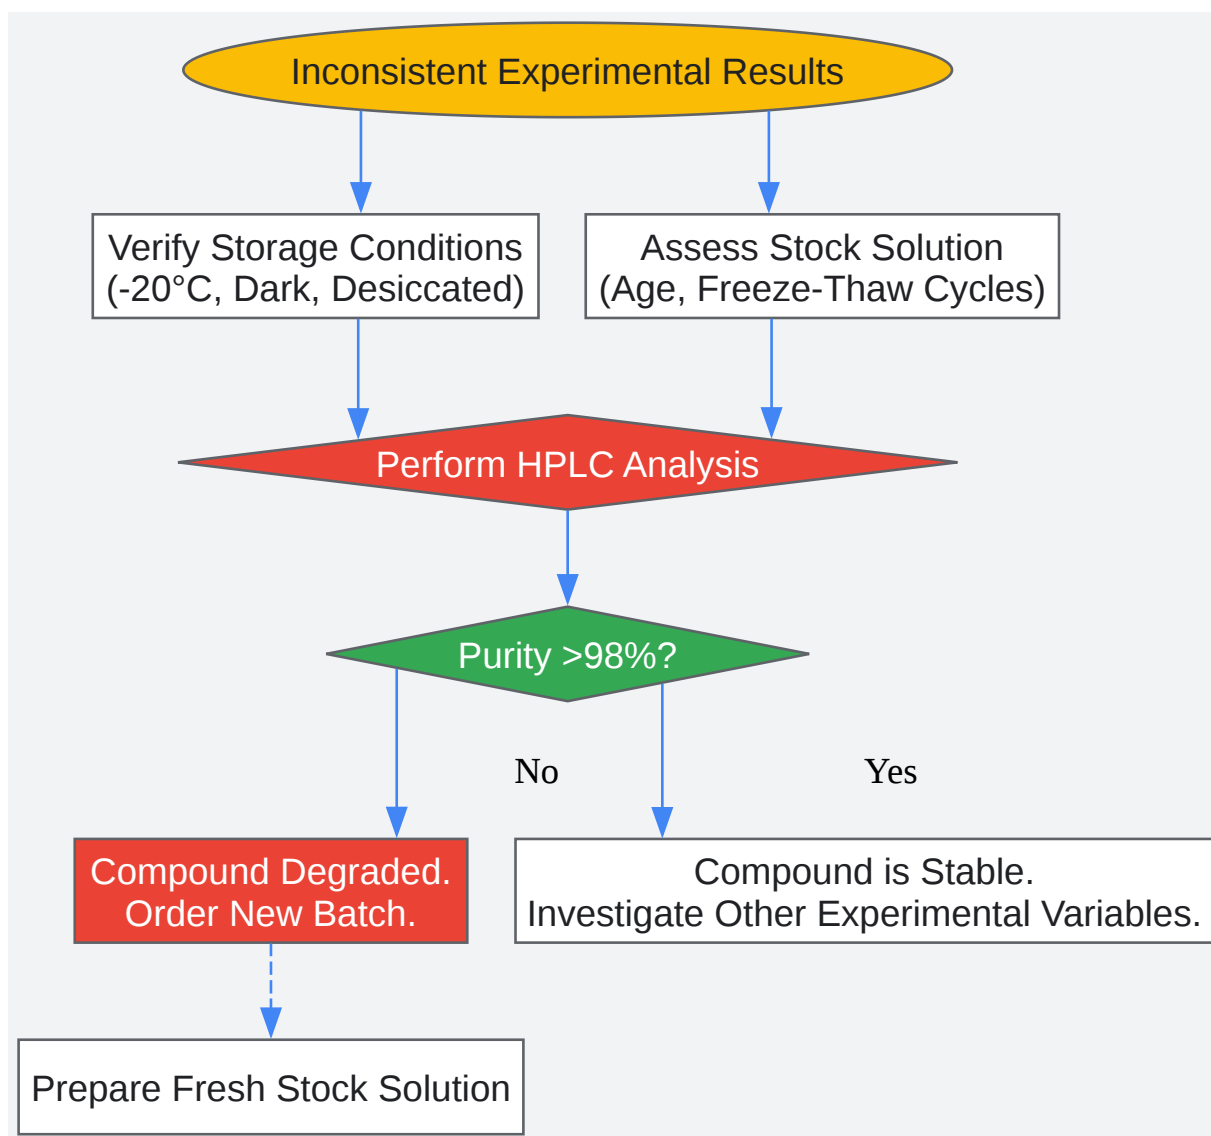 Inconsistent Experimental Results
Verify Storage Conditions
(-20°C, Dark, Desiccated)
Assess Stock Solution
(Age, Freeze-Thaw Cycles)
Perform HPLC Analysis
Purity >98%?
No
Yes
Compound Degraded.
Order New Batch.
Compound is Stable.
Investigate Other Experimental Variables.
Prepare Fresh Stock Solution